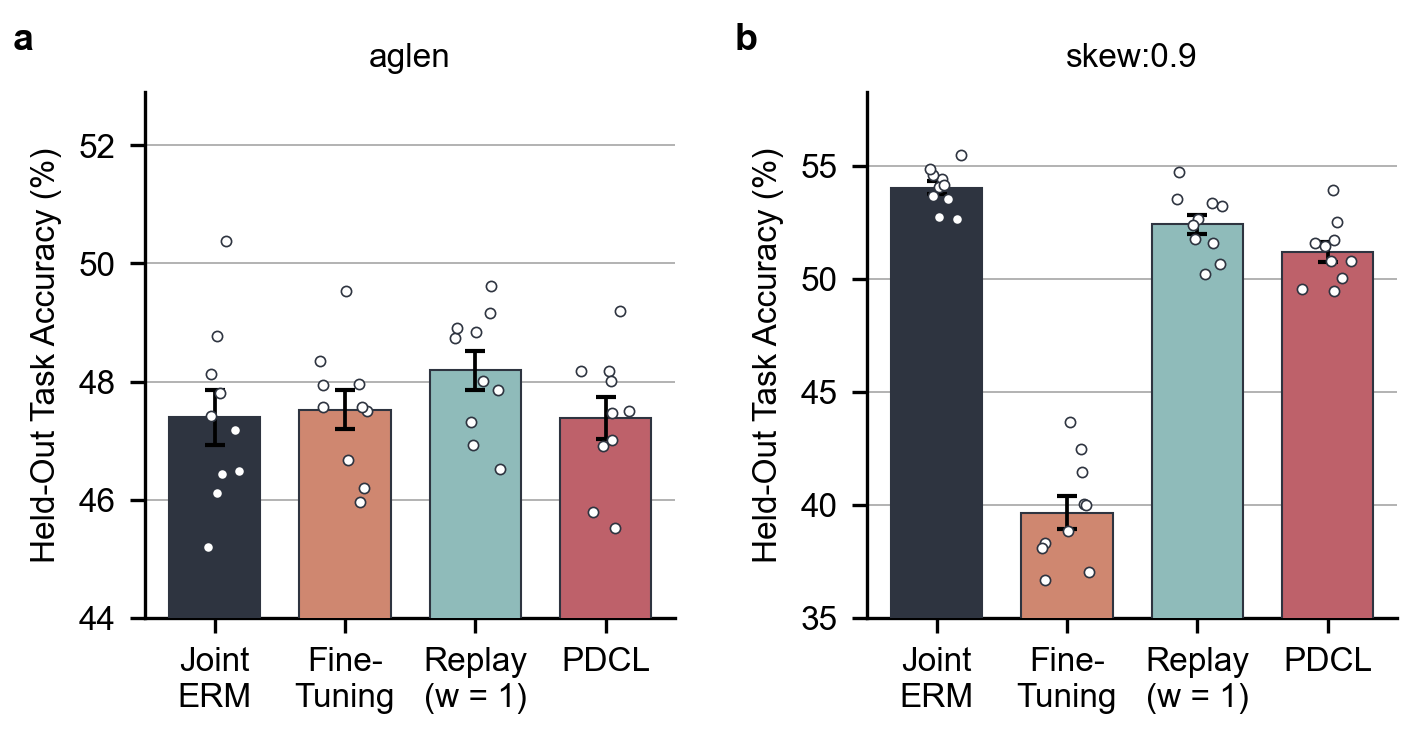 a
aglen
Held-Out Task Accuracy (%)
52
50
48
46
44
Joint
ERM
Fine-
Tuning
Replay
(w = 1)
PDCL
b
skew:0.9
Held-Out Task Accuracy (%)
55
50
45
40
35
Joint
ERM
Fine-
Tuning
Replay
(w = 1)
PDCL